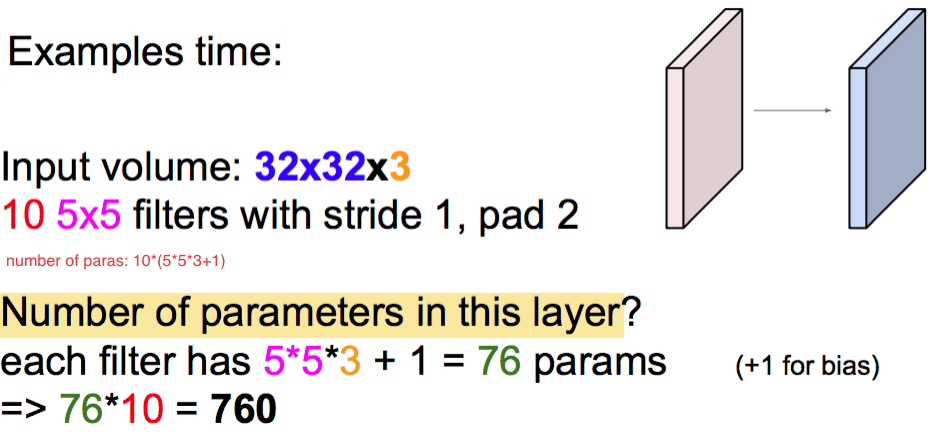 Examples time:
Input volume: 32x32x3
10 5x5 filters with stride 1, pad 2
number of paras: 10*(5*5*3+1)
Number of parameters in this layer?
each filter has 5*5*3 + 1 = 76 params (+1 for bias)
=> 76*10 = 760